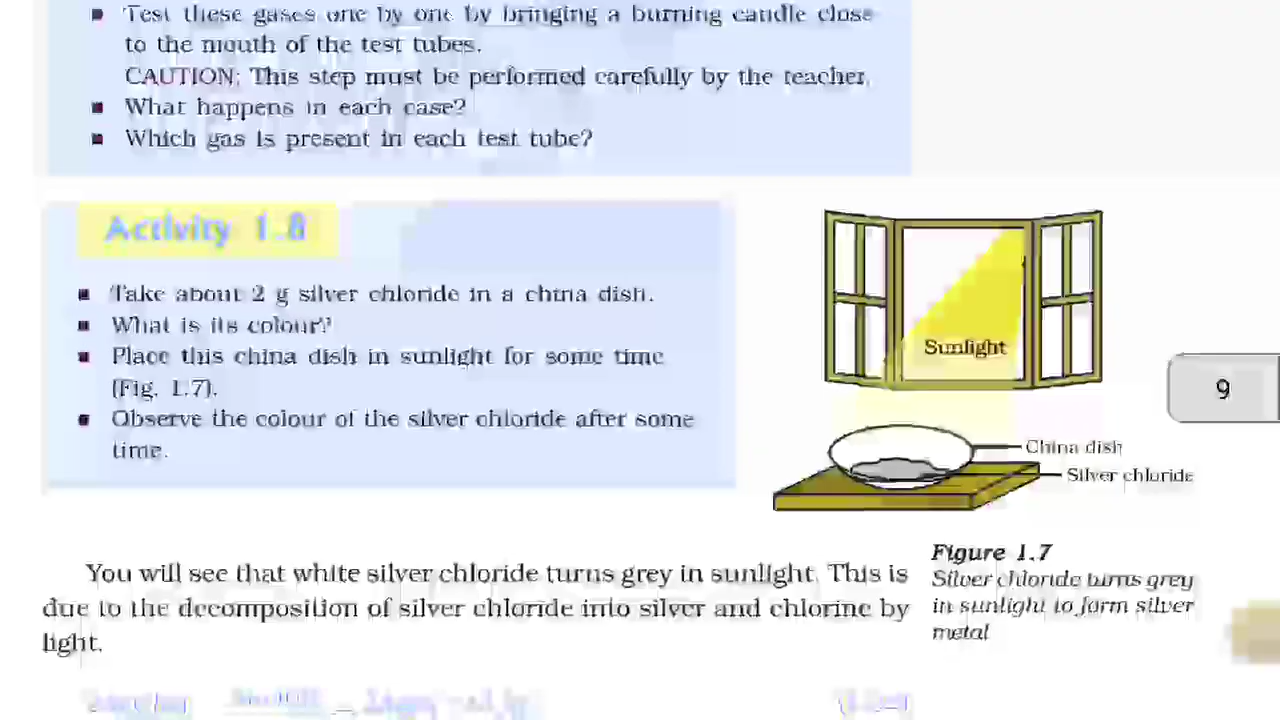 Test these gases one by one by bringing a burning candle close
to the mouth of the test tubes.
CAUTION: This step must be performed carefully by the teacher.
What happens in each case?
Which gas is present in each test tube?
Activity 1.8
Take about 2 g silver chloride in a china dish.
What is its colour?
Place this china dish in sunlight for some time
(Fig. 1.7).
Observe the colour of the silver chloride after some
time.
Sunlight
China dish
Silver chloride
9
Figure 1.7
Silver chloride turns grey
in sunlight to form silver
metal
You will see that white silver chloride turns grey in sunlight. This is
due to the decomposition of silver chloride into silver and chlorine by
light.